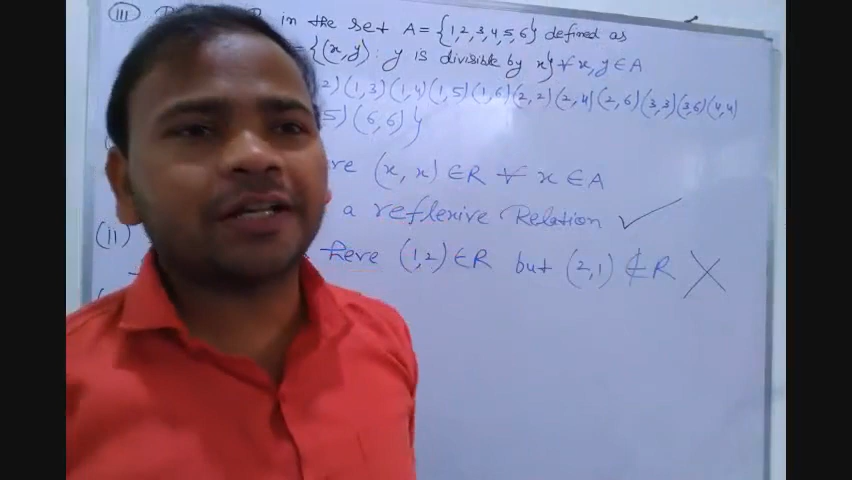 (iii) R in the set A = {1,2,3,4,5,6} defined as
= {(x,y) : y is divisible by x} ∀ x,y ∈ A
2) (1,3) (1,4) (1,5) (1,6) (2,2) (2,4) (2,6) (3,3) (3,6) (4,4)
5) (6,6) }
re (x,x) ∈ R ∀ x ∈ A
a reflexive Relation ✓
(ii) here (1,2) ∈ R but (2,1) ∉ R ✗